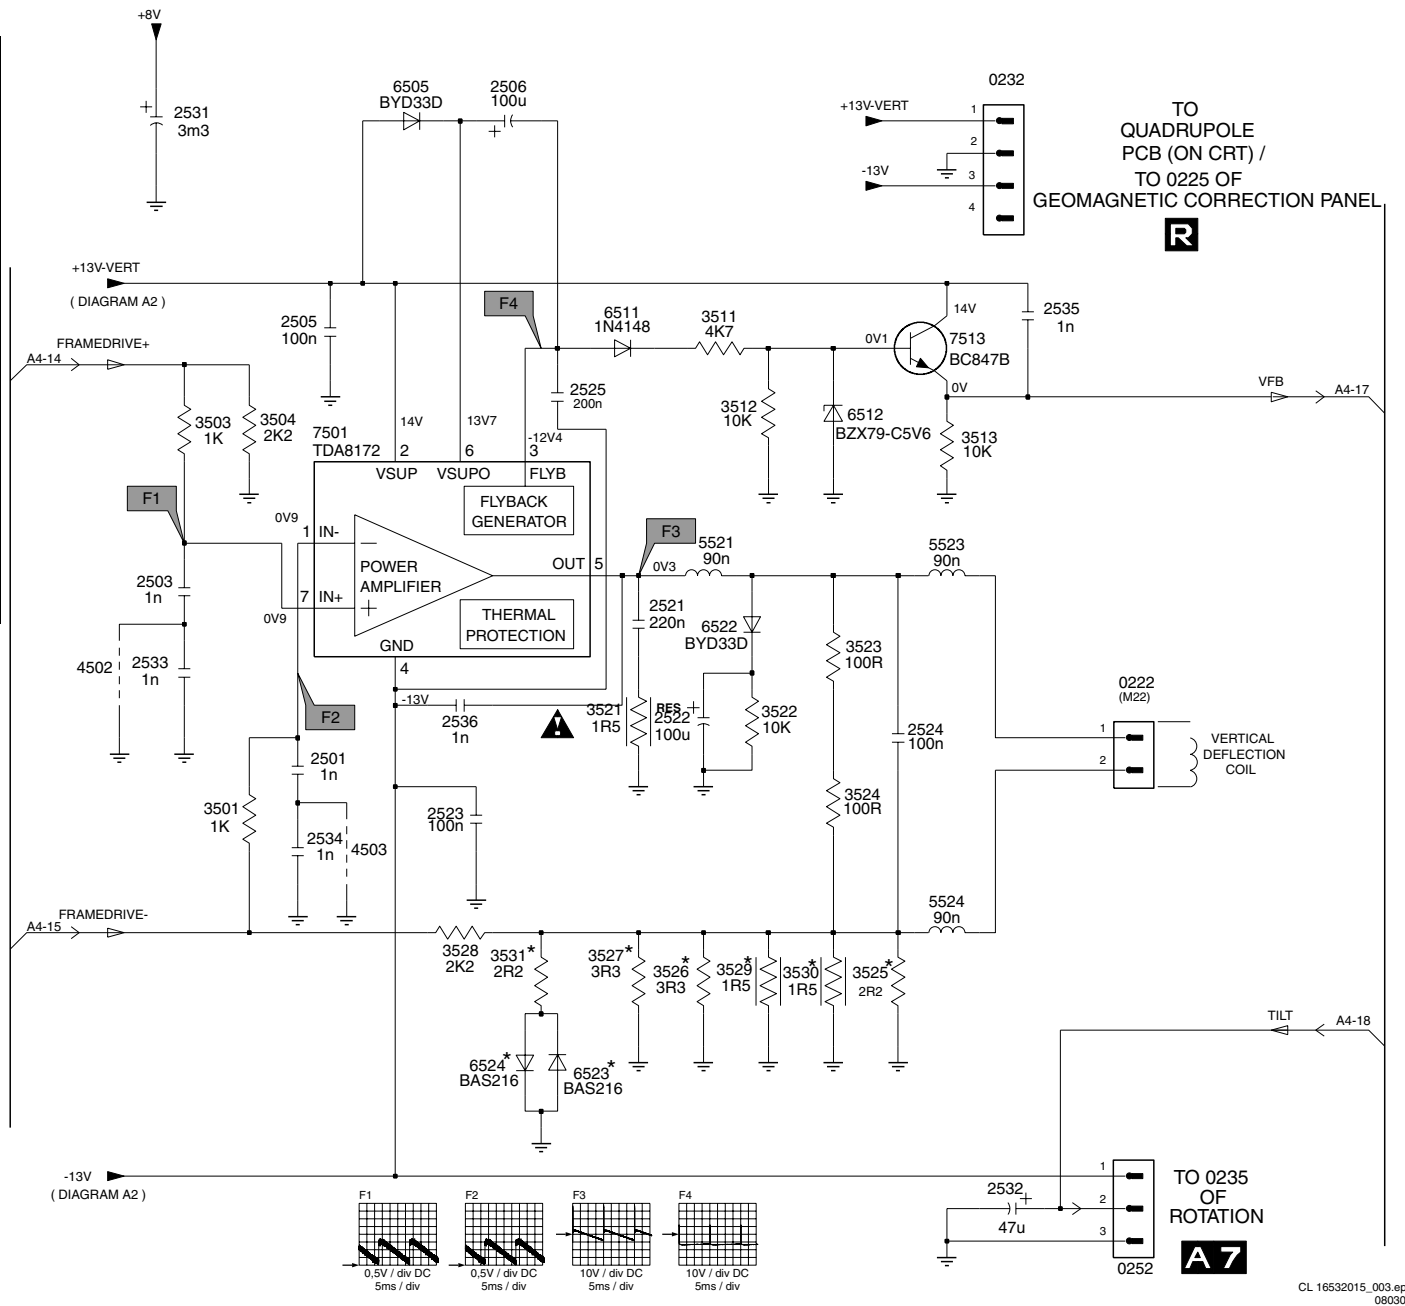 +8V
2531
3m3
6505
BYD33D
2506
100u
0232
+13V-VERT
-13V
1
2
3
4
TO
QUADRUPOLE
PCB (ON CRT) /
TO 0225 OF
GEOMAGNETIC CORRECTION PANEL
R
+13V-VERT
( DIAGRAM A2 )
FRAMEDRIVE+
A4-14
2505
100n
F4
6511
1N4148
3511
4K7
0V1
14V
7513
BC847B
2535
1n
0V
VFB
A4-17
3503
1K
3504
2K2
2525
200n
3512
10K
6512
BZX79-C5V6
3513
10K
14V
13V7
-12V4
7501
TDA8172
2
6
3
VSUP
VSUPO
FLYB
FLYBACK
GENERATOR
F1
0V9
1
IN-
POWER
AMPLIFIER
OUT
5
7
IN+
0V9
THERMAL
PROTECTION
GND
4
F3
0V3
5521
90n
5523
90n
2503
1n
4502
2533
1n
F2
2521
220n
6522
BYD33D
3523
100R
-13V
2536
1n
3521
1R5
RES
2522
100u
3522
10K
2524
100n
0222
(M22)
1
2
VERTICAL
DEFLECTION
COIL
2501
1n
3501
1K
2534
1n
4503
2523
100n
3524
100R
FRAMEDRIVE-
A4-15
5524
90n
3528
2K2
3531*
2R2
3527*
3R3
3526*
3R3
3529*
1R5
3530*
1R5
3525*
2R2
6524*
BAS216
6523*
BAS216
TILT
A4-18
-13V
( DIAGRAM A2 )
F1
0,5V / div DC
5ms / div
F2
0,5V / div DC
5ms / div
F3
10V / div DC
5ms / div
F4
10V / div DC
5ms / div
2532
47u
1
2
3
0252
TO 0235
OF
ROTATION
A 7
CL 16532015_003.ep
08030